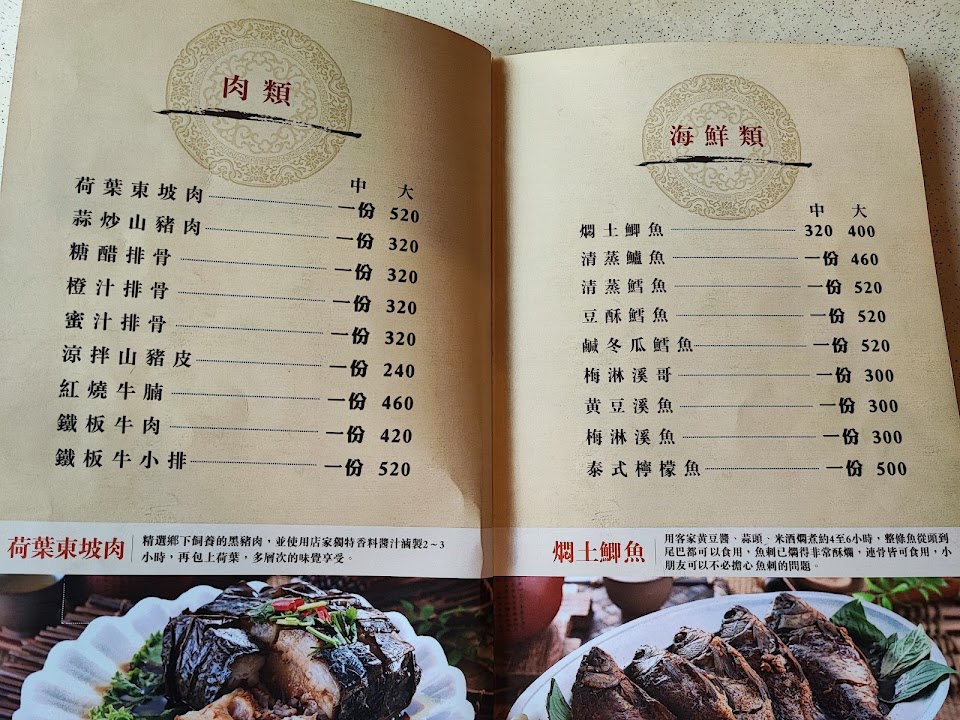 肉類
中 大
荷葉東坡肉 一份 520
蒜炒山豬肉 一份 320
糖醋排骨 一份 320
橙汁排骨 一份 320
蜜汁排骨 一份 320
涼拌山豬皮 一份 240
紅燒牛腩 一份 460
鐵板牛肉 一份 420
鐵板牛小排 一份 520
荷葉東坡肉
精選鄉下飼養的黑豬肉，並使用店家獨特香料醬汁滷製2～3
小時，再包上荷葉，多層次的味覺享受。
海鮮類
中 大
燜土鯽魚 320 400
清蒸鱸魚 一份 460
清蒸鱈魚 一份 520
豆酥鱈魚 一份 520
鹹冬瓜鱈魚 一份 520
梅淋溪哥 一份 300
黃豆溪魚 一份 300
梅淋溪魚 一份 300
泰式檸檬魚 一份 500
燜土鯽魚
用客家黃豆醬、蒜頭、米酒燜煮約4至6小時，整條魚從頭到
尾巴都可以食用，魚刺已燜得非常酥爛，連骨皆可食用，小
朋友可以不必擔心魚刺的問題。